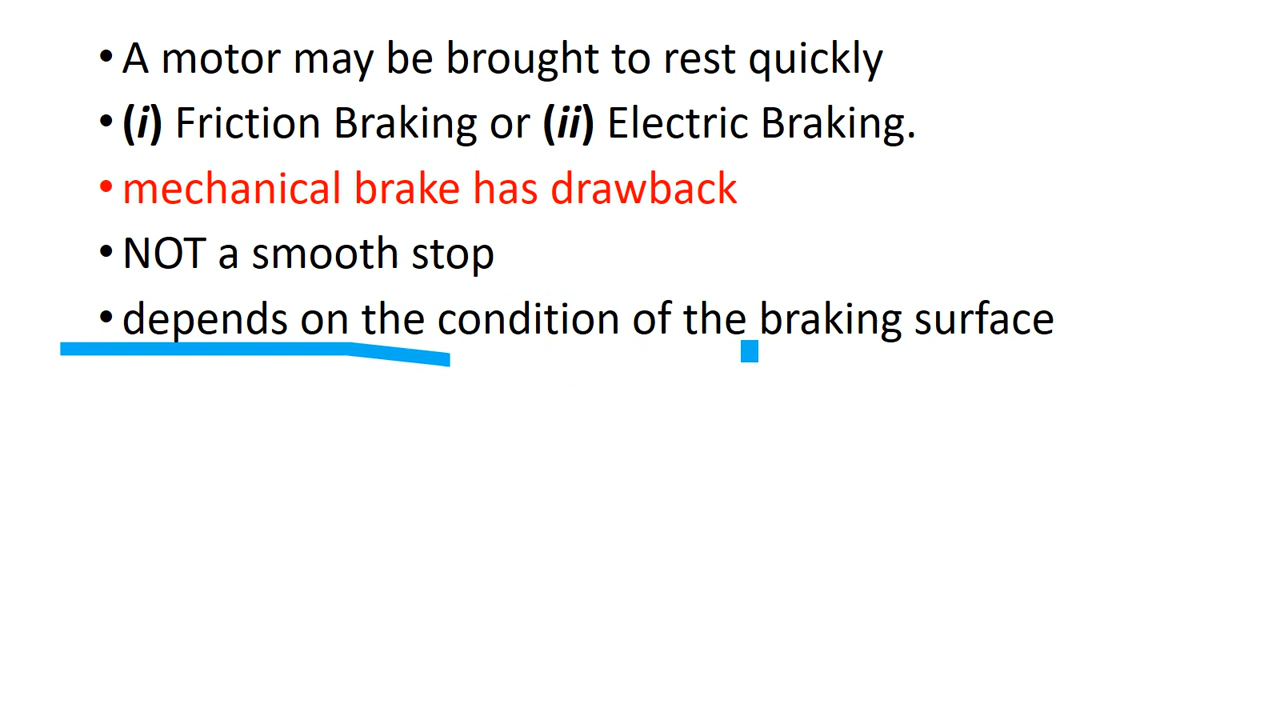 • A motor may be brought to rest quickly
• (i) Friction Braking or (ii) Electric Braking.
• mechanical brake has drawback
• NOT a smooth stop
• depends on the condition of the braking surface